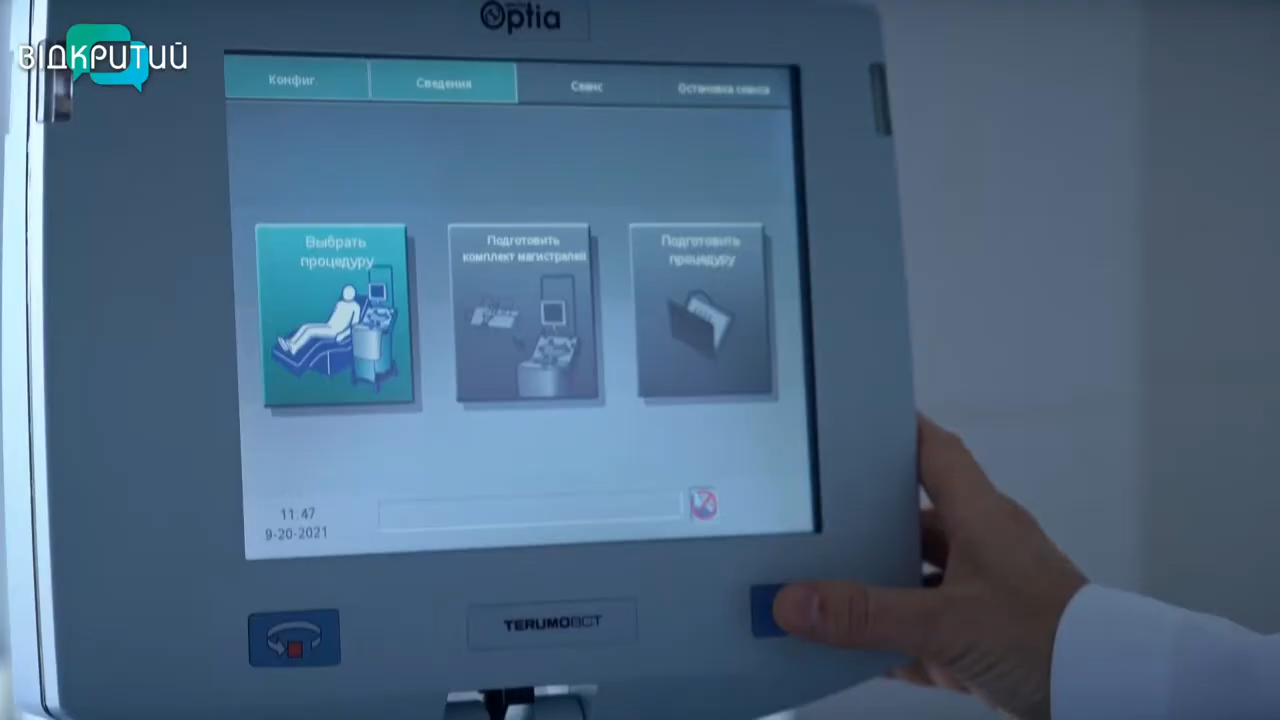 ВІДКРИТИЙ
Optia
Конфиг.
Сведения
Сеанс
Остановка сеанса
Выбрать
процедуру
Подготовить
комплект магистралей
Подготовить
процедуру
11:47
9-20-2021
TERUMOBCT